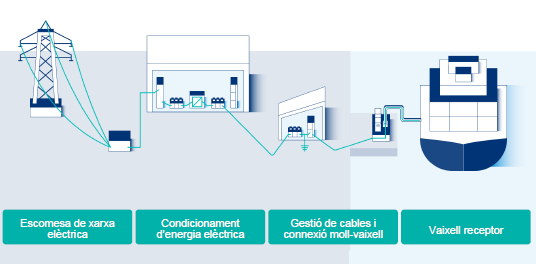 Escomesa de xarxa
elèctrica
Condicionament
d'energia elèctrica
Gestió de cables i
connexió moll-vaixell
Vaixell receptor